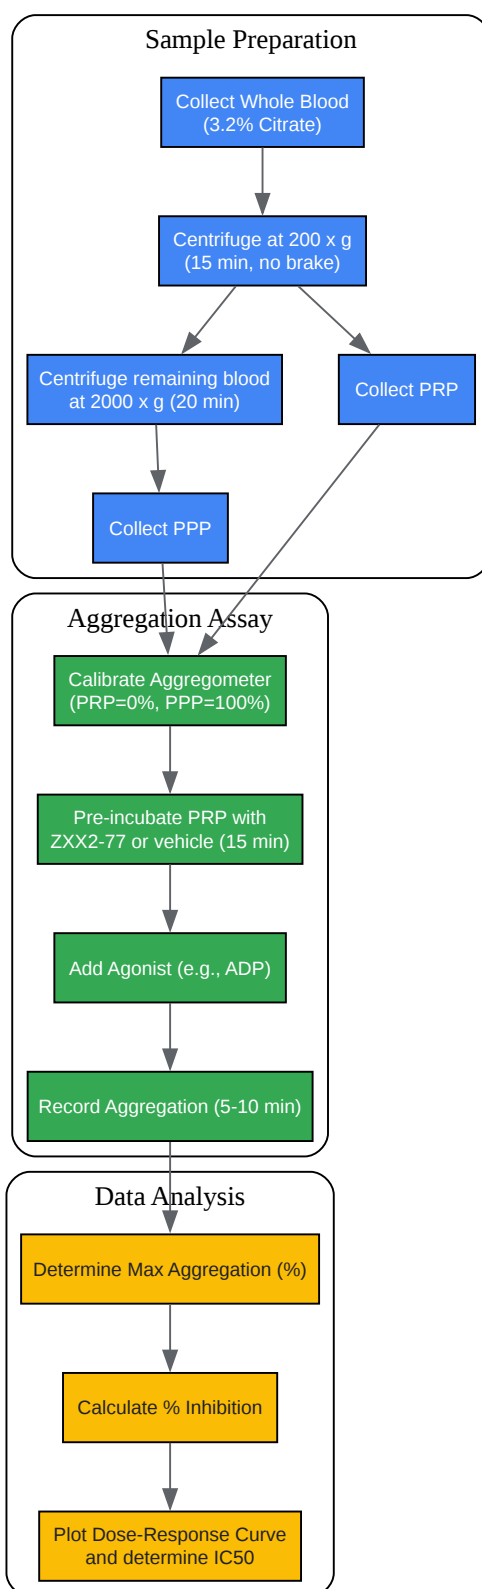 Sample Preparation
Collect Whole Blood
(3.2% Citrate)
Centrifuge at 200 x g
(15 min, no brake)
Centrifuge remaining blood
at 2000 x g (20 min)
Collect PRP
Collect PPP
Aggregation Assay
Calibrate Aggregometer
(PRP=0%, PPP=100%)
Pre-incubate PRP with
ZXX2-77 or vehicle (15 min)
Add Agonist (e.g., ADP)
Record Aggregation (5-10 min)
Data Analysis
Determine Max Aggregation (%)
Calculate % Inhibition
Plot Dose-Response Curve
and determine IC50